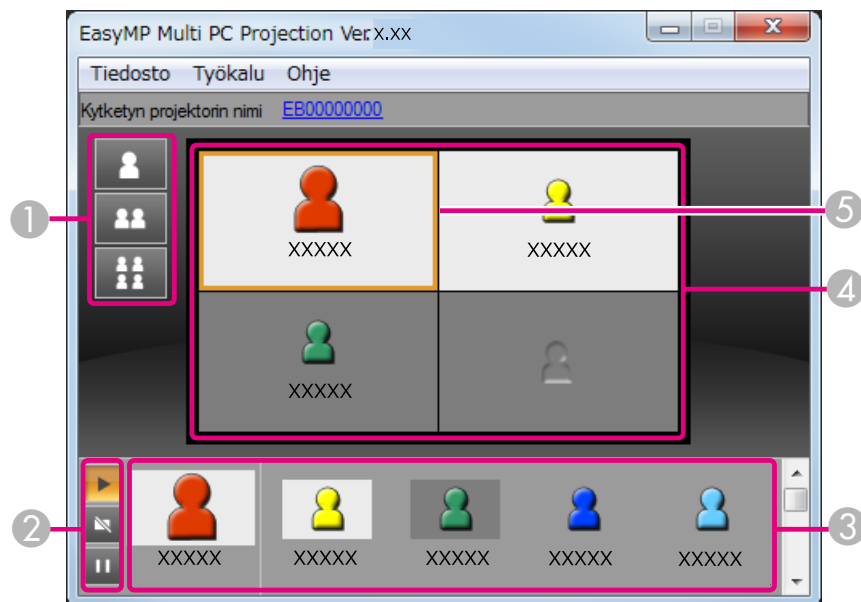 EasyMP Multi PC Projection Ver. X.XX
Tiedosto Työkalu Ohje
Kytketyn projektorin nimi EB00000000
1
5
XXXXX XXXXX
4
XXXXX
2
3
XXXXX XXXXX XXXXX XXXXX XXXXX